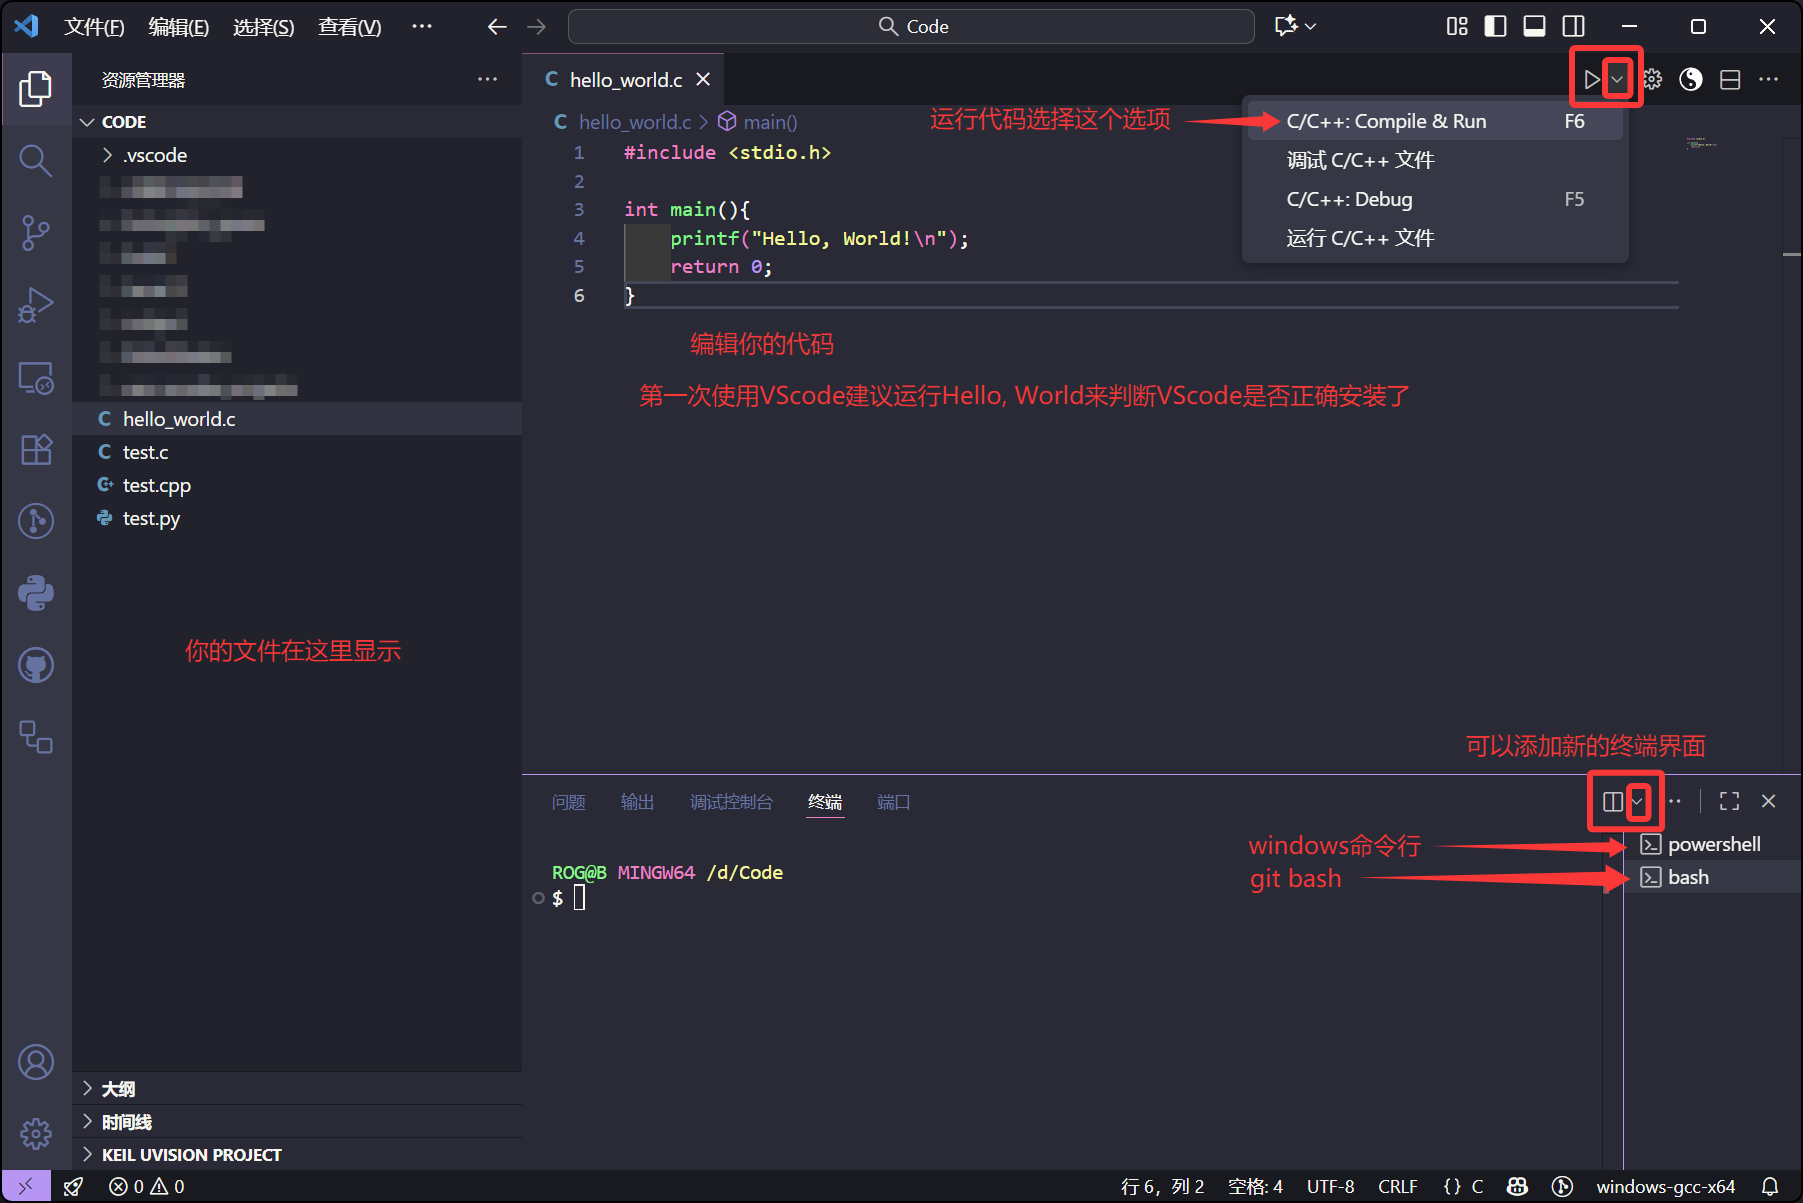 文件(F) 编辑(E) 选择(S) 查看(V) ··· Code
资源管理器
hello_world.c
CODE
.vscode
hello_world.c
test.c
test.cpp
test.py
你的文件在这里显示
大纲
时间线
KEIL UVISION PROJECT
hello_world.c > main()
运行代码选择这个选项
C/C++: Compile & Run F6
调试 C/C++ 文件
C/C++: Debug F5
运行 C/C++ 文件
1 #include <stdio.h>
2
3 int main(){
4 printf("Hello, World!\n");
5 return 0;
6 }
编辑你的代码
第一次使用VScode建议运行Hello, World来判断VScode是否正确安装了
可以添加新的终端界面
问题 输出 调试控制台 终端 端口
windows命令行 powershell
git bash bash
ROG@B MINGW64 /d/Code
$
0 0 行 6，列 2 空格: 4 UTF-8 CRLF {} C windows-gcc-x64